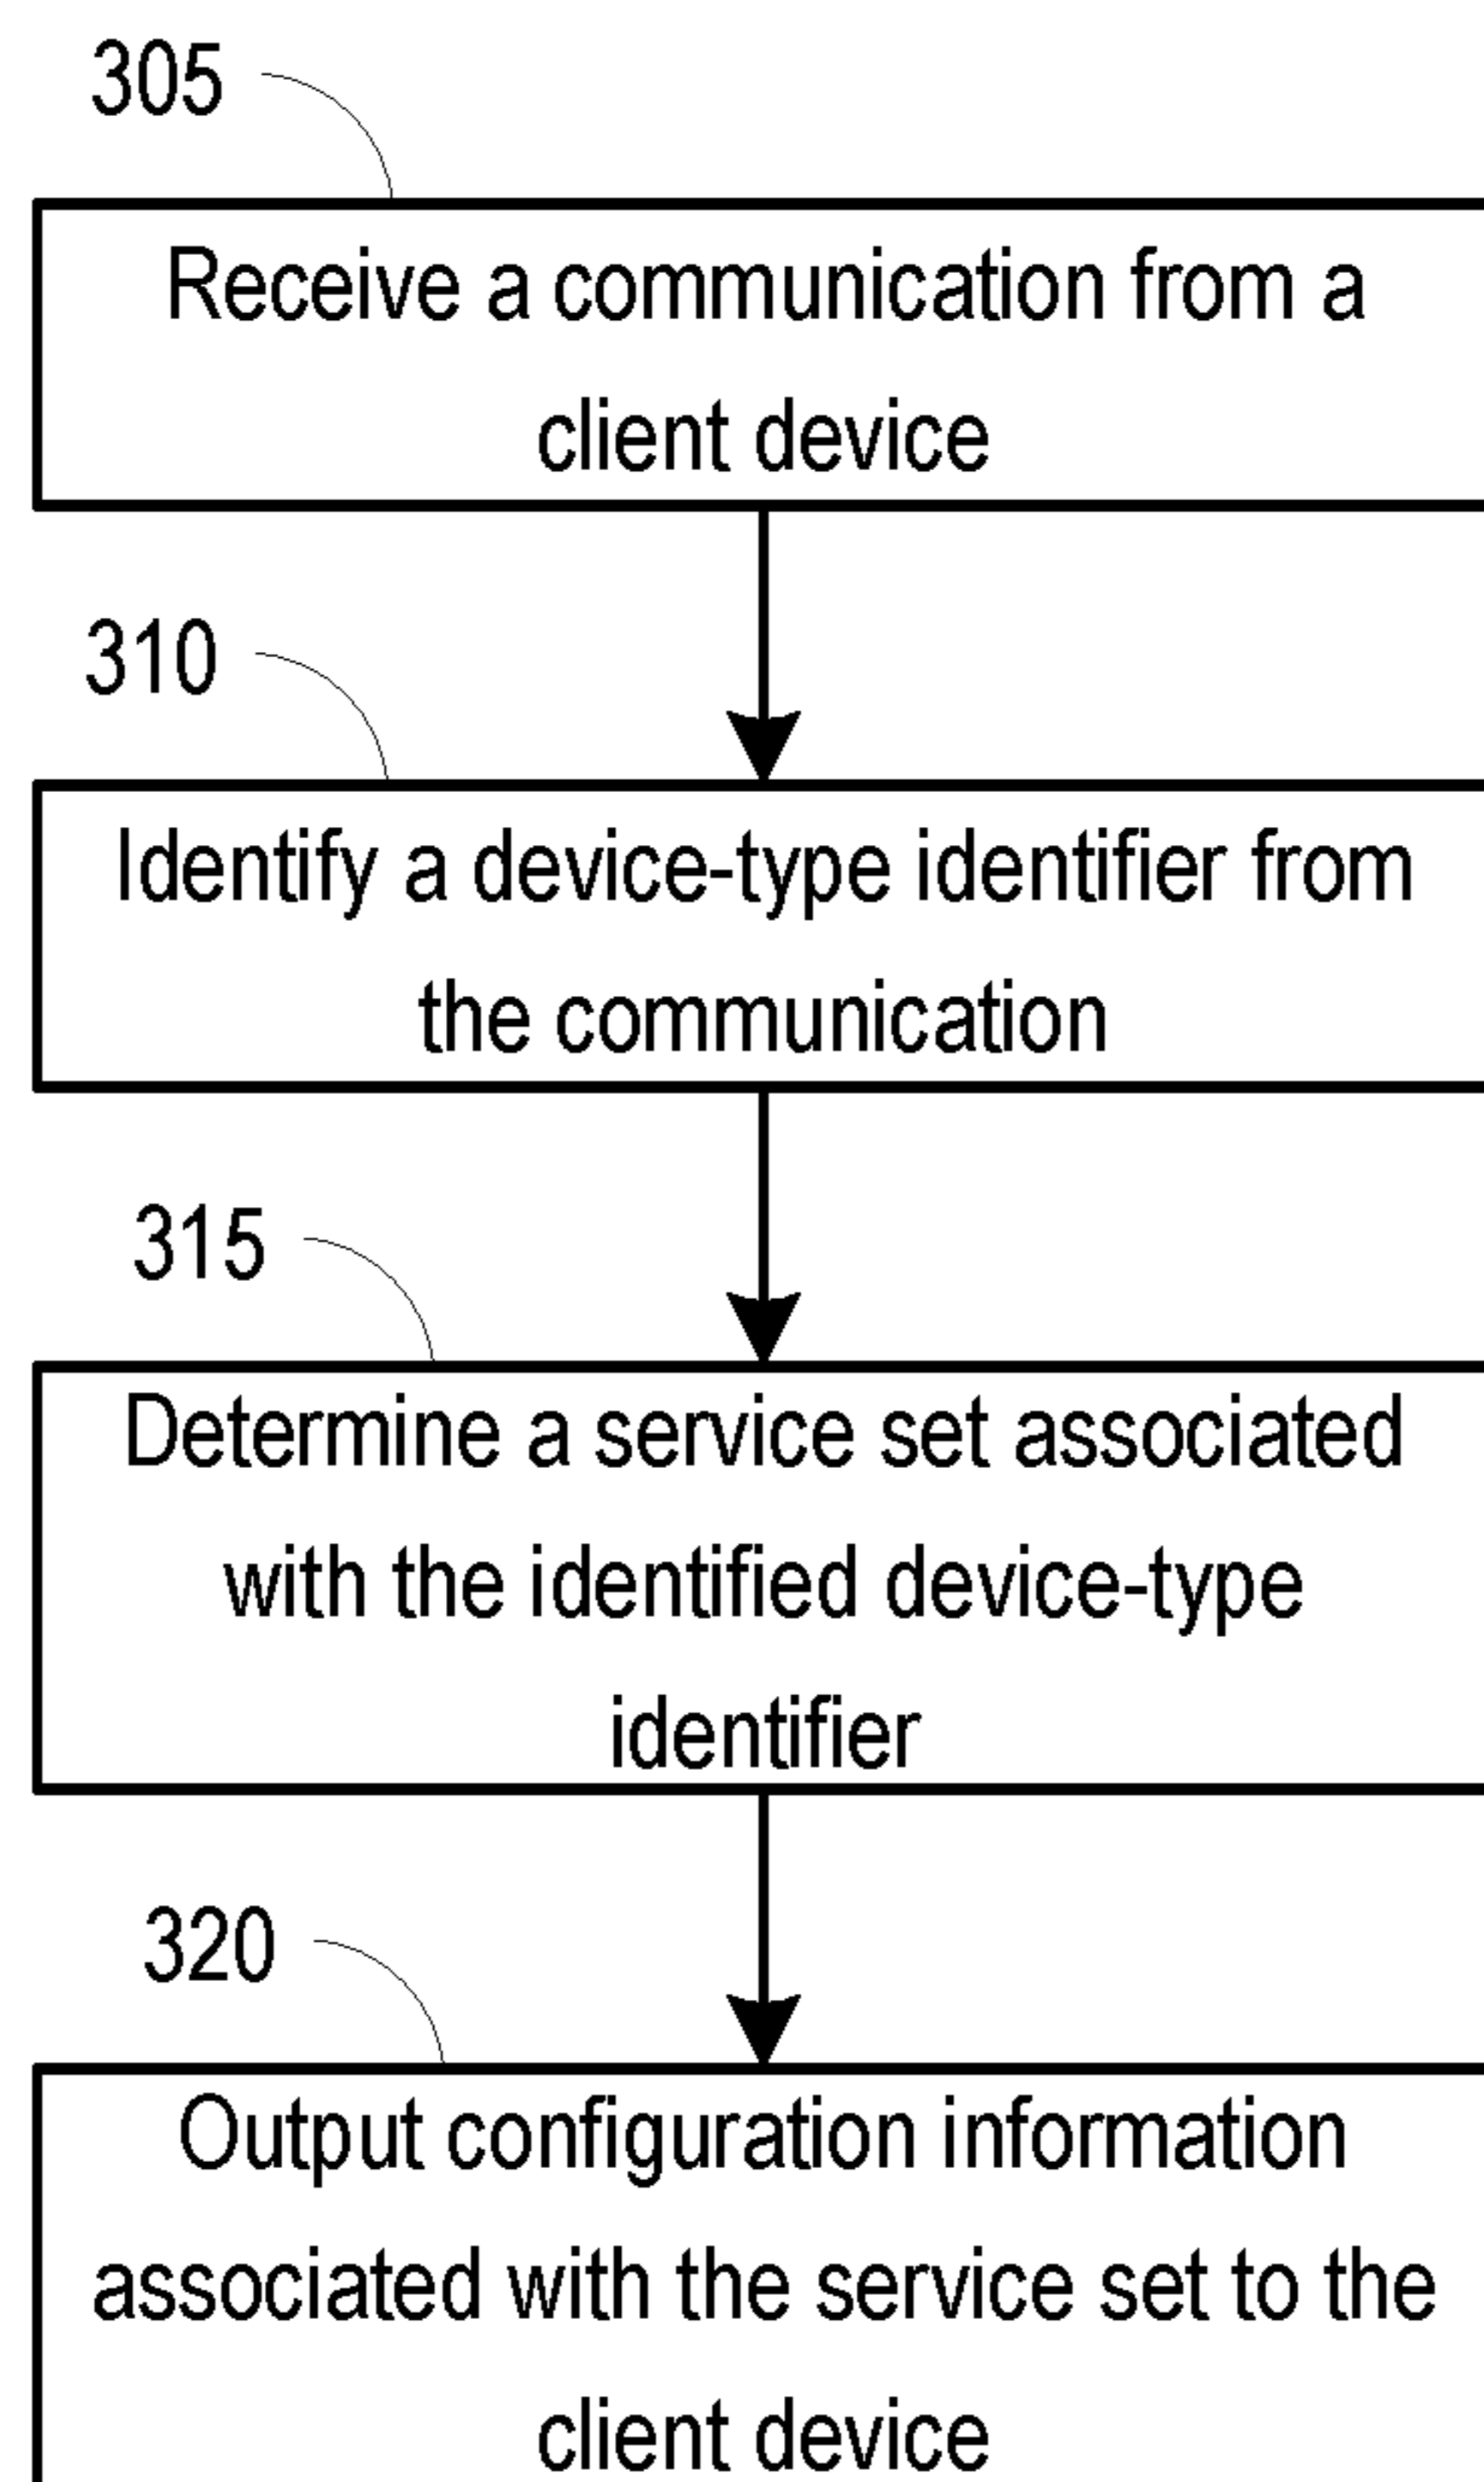 305
Receive a communication from a
client device
310
Identify a device-type identifier from
the communication
315
Determine a service set associated
with the identified device-type
identifier
320
Output configuration information
associated with the service set to the
client device